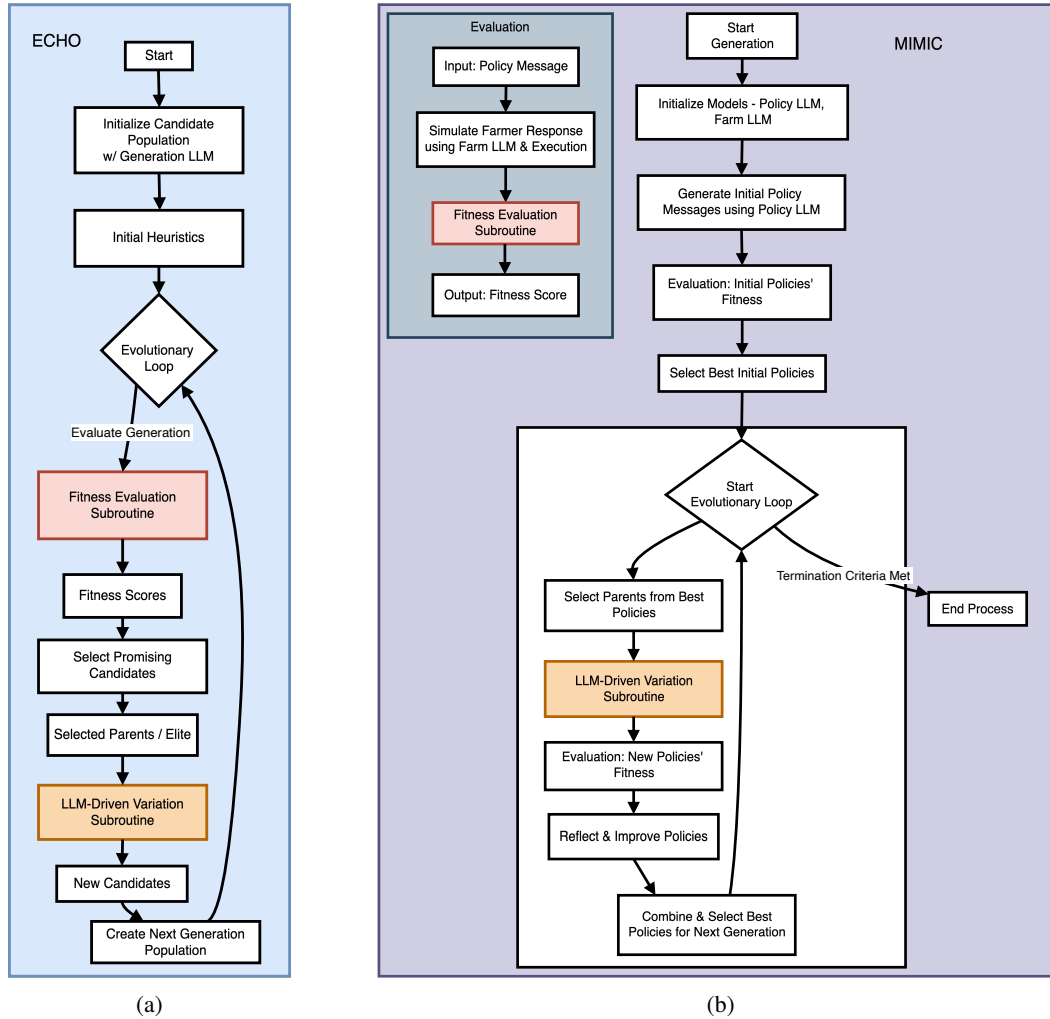 ECHO
Start
Initialize Candidate
Population
w/ Generation LLM
Initial Heuristics
Evolutionary
Loop
Evaluate Generation
Fitness Evaluation
Subroutine
Fitness Scores
Select Promising
Candidates
Selected Parents / Elite
LLM-Driven Variation
Subroutine
New Candidates
Create Next Generation
Population
(a)
Evaluation
Input: Policy Message
Simulate Farmer Response
using Farm LLM & Execution
Fitness Evaluation
Subroutine
Output: Fitness Score
MIMIC
Start
Generation
Initialize Models - Policy LLM,
Farm LLM
Generate Initial Policy
Messages using Policy LLM
Evaluation: Initial Policies'
Fitness
Select Best Initial Policies
Start
Evolutionary Loop
Termination Criteria Met
End Process
Select Parents from Best
Policies
LLM-Driven Variation
Subroutine
Evaluation: New Policies'
Fitness
Reflect & Improve Policies
Combine & Select Best
Policies for Next Generation
(b)